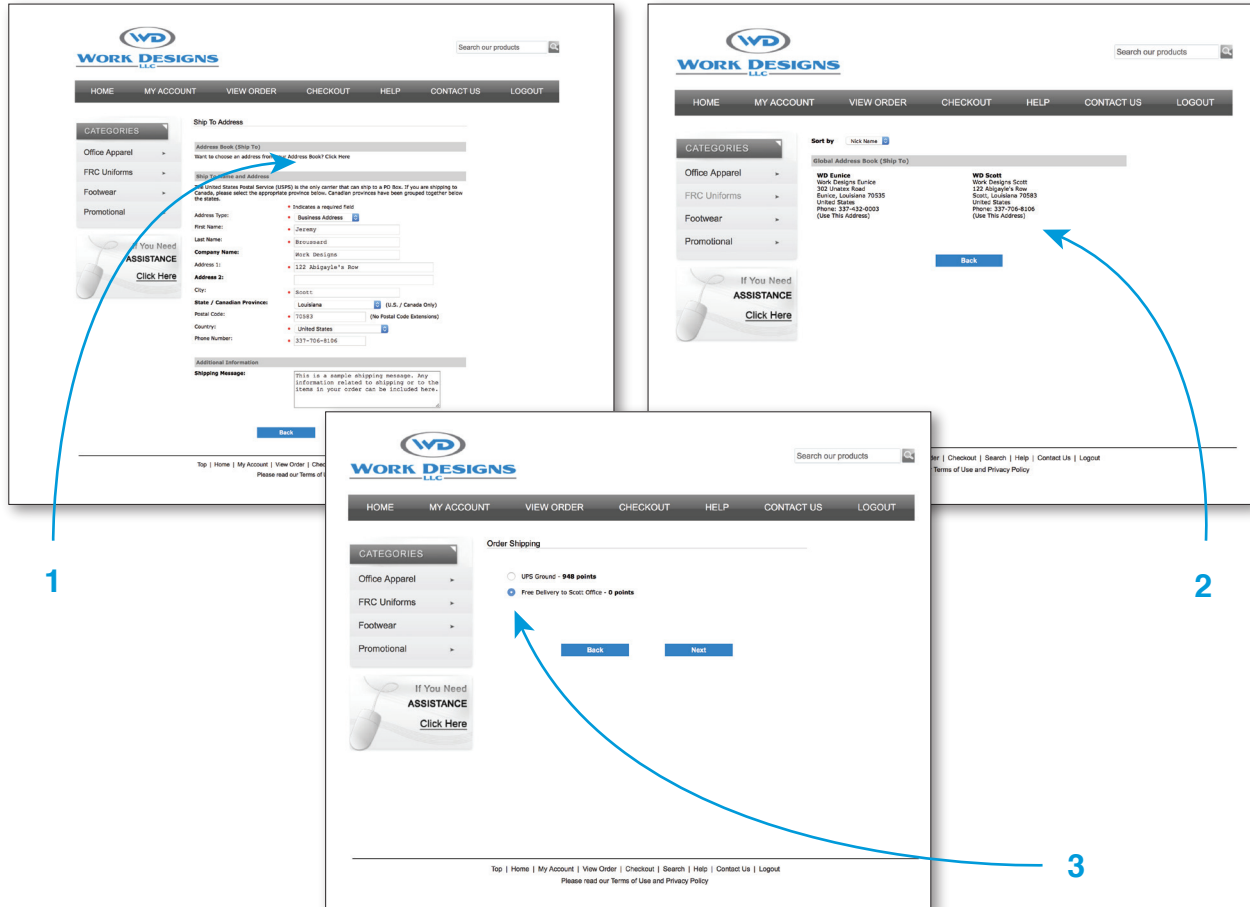 WD
WORK DESIGNS
LLC
Search our products
HOME MY ACCOUNT VIEW ORDER CHECKOUT HELP CONTACT US LOGOUT
CATEGORIES
Office Apparel
FRC Uniforms
Footwear
Promotional
If You Need
ASSISTANCE
Click Here
Ship To Address
Address Book (Ship To)
Want to choose an address from your Address Book? Click Here
Ship To Name and Address
The United States Postal Service (USPS) is the only carrier that can ship to a PO Box. If you are shipping to
Canada, please select the appropriate province below. Canadian provinces have been grouped together below
the states.
* Indicates a required field
Address Type: * Business Address
First Name: * Jeremy
Last Name: * Broussard
Company Name: Work Designs
Address 1: * 122 Abigayle's Row
Address 2:
City: * Scott
State / Canadian Province: Louisiana (U.S. / Canada Only)
Postal Code: * 70583 (No Postal Code Extensions)
Country: * United States
Phone Number: * 337-706-8106
Additional Information
Shipping Message: This is a sample shipping message. Any
information related to shipping or to the
items in your order can be included here.
Back
Top | Home | My Account | View Order | Chec
Please read our Terms of
1
WD
WORK DESIGNS
LLC
Search our products
HOME MY ACCOUNT VIEW ORDER CHECKOUT HELP CONTACT US LOGOUT
CATEGORIES
Office Apparel
FRC Uniforms
Footwear
Promotional
If You Need
ASSISTANCE
Click Here
Sort by Nick Name
Global Address Book (Ship To)
WD Eunice
Work Designs Eunice
302 Unatex Road
Eunice, Louisiana 70535
United States
Phone: 337-432-0003
(Use This Address)
WD Scott
Work Designs Scott
122 Abigayle's Row
Scott, Louisiana 70583
United States
Phone: 337-706-8106
(Use This Address)
Back
der | Checkout | Search | Help | Contact Us | Logout
Terms of Use and Privacy Policy
2
WD
WORK DESIGNS
LLC
Search our products
HOME MY ACCOUNT VIEW ORDER CHECKOUT HELP CONTACT US LOGOUT
CATEGORIES
Office Apparel
FRC Uniforms
Footwear
Promotional
If You Need
ASSISTANCE
Click Here
Order Shipping
UPS Ground - 948 points
Free Delivery to Scott Office - 0 points
Back Next
Top | Home | My Account | View Order | Checkout | Search | Help | Contact Us | Logout
Please read our Terms of Use and Privacy Policy
3